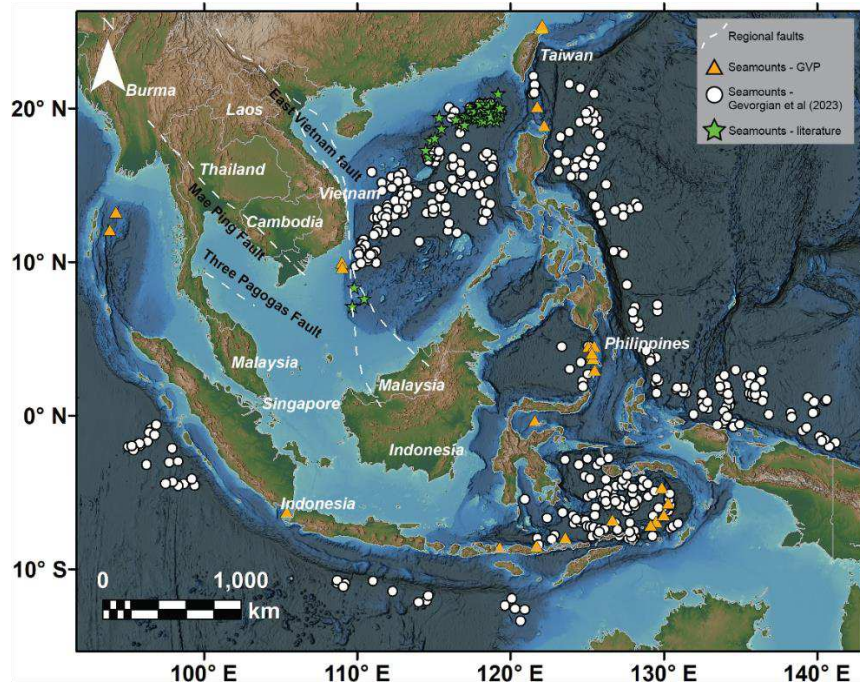 N
Regional faults
Seamounts - GVP
Seamounts -
Gevorgian et al (2023)
Seamounts - literature
Taiwan
Burma
20° N
Laos
East Vietnam fault
Thailand
Vietnam
Mae Ping Fault
Cambodia
10° N
Three Pagogas Fault
Philippines
Malaysia
Malaysia
Singapore
0° N
Indonesia
Indonesia
10° S
0 1,000
km
100° E 110° E 120° E 130° E 140° E